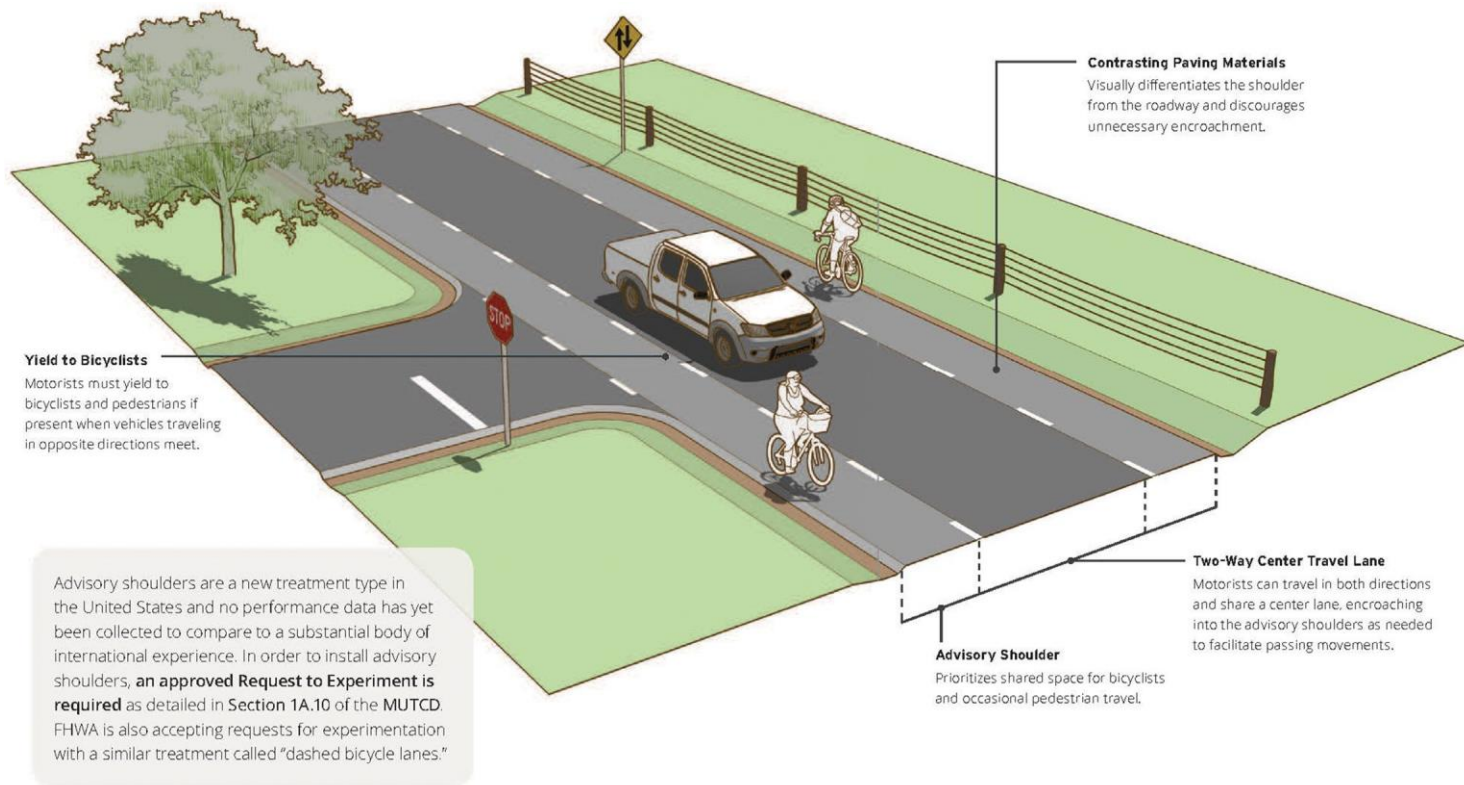 Contrasting Paving Materials
Visually differentiates the shoulder
from the roadway and discourages
unnecessary encroachment.
STOP
Yield to Bicyclists
Motorists must yield to
bicyclists and pedestrians if
present when vehicles traveling
in opposite directions meet.
Two-Way Center Travel Lane
Motorists can travel in both directions
and share a center lane, encroaching
into the advisory shoulders as needed
to facilitate passing movements.
Advisory Shoulder
Prioritizes shared space for bicyclists
and occasional pedestrian travel.
Advisory shoulders are a new treatment type in
the United States and no performance data has yet
been collected to compare to a substantial body of
international experience. In order to install advisory
shoulders, an approved Request to Experiment is
required as detailed in Section 1A.10 of the MUTCD.
FHWA is also accepting requests for experimentation
with a similar treatment called “dashed bicycle lanes.”